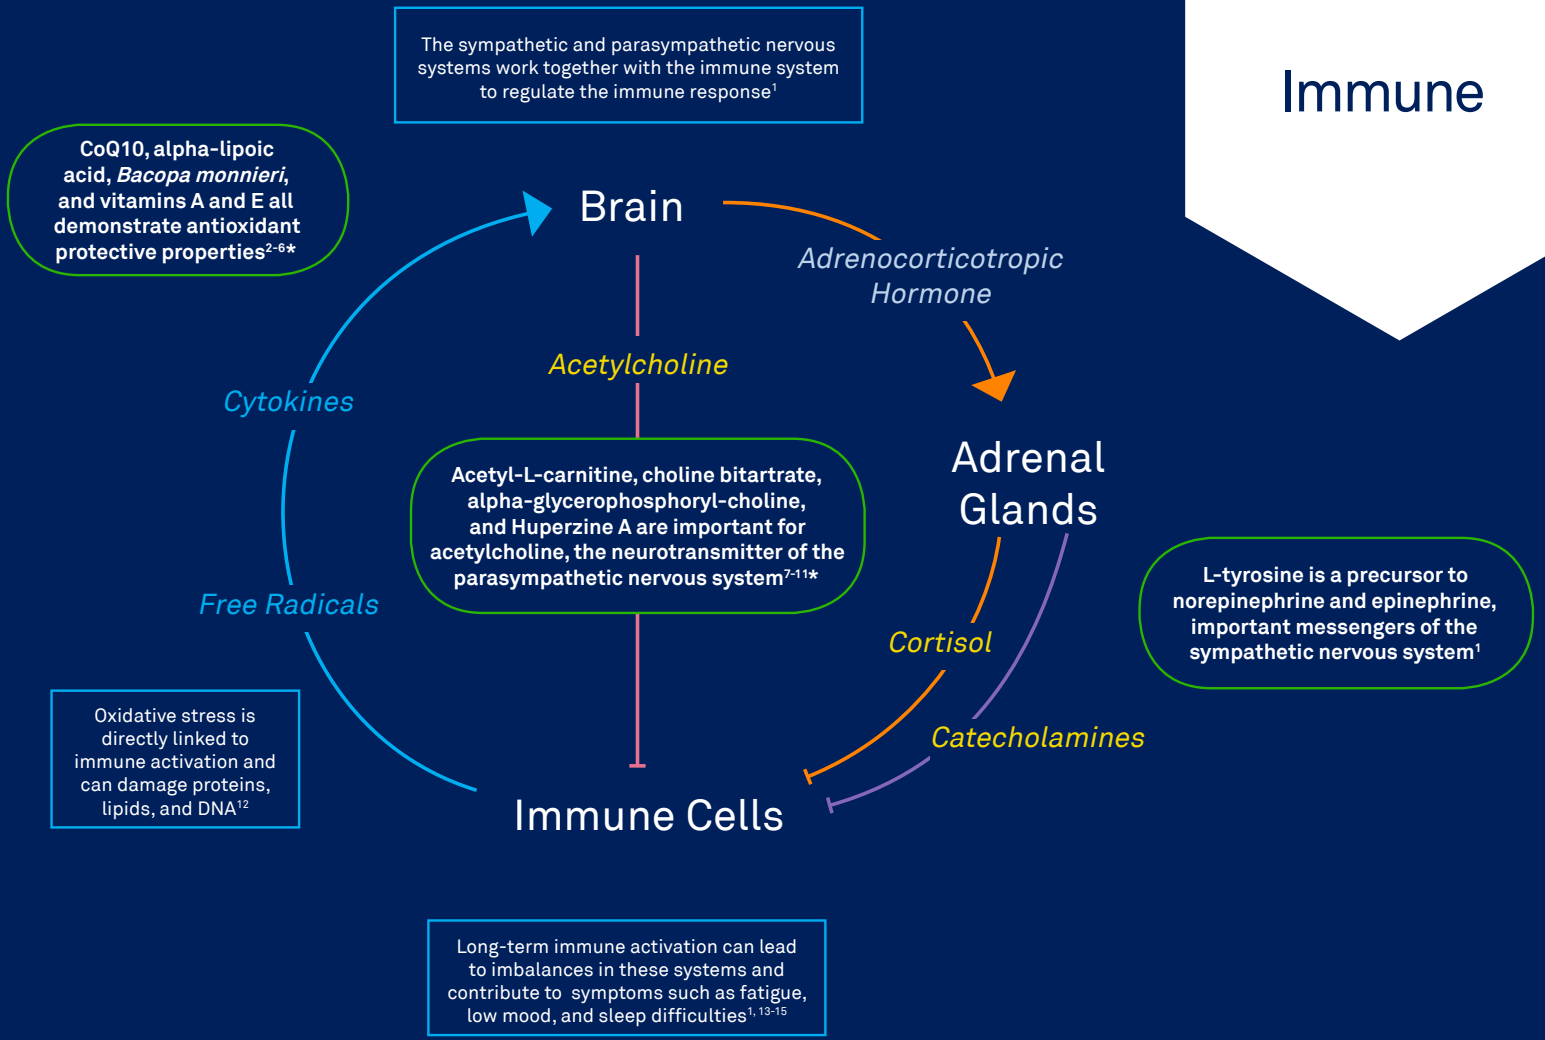 The sympathetic and parasympathetic nervous
systems work together with the immune system
to regulate the immune response¹
Immune
CoQ10, alpha-lipoic
acid, Bacopa monnieri,
and vitamins A and E all
demonstrate antioxidant
protective properties²⁻⁶*
Brain
Adrenocorticotropic
Hormone
Acetylcholine
Cytokines
Acetyl-L-carnitine, choline bitartrate,
alpha-glycerophosphoryl-choline,
and Huperzine A are important for
acetylcholine, the neurotransmitter of the
parasympathetic nervous system⁷⁻¹¹*
Adrenal
Glands
L-tyrosine is a precursor to
norepinephrine and epinephrine,
important messengers of the
sympathetic nervous system¹
Free Radicals
Cortisol
Catecholamines
Oxidative stress is
directly linked to
immune activation and
can damage proteins,
lipids, and DNA¹²
Immune Cells
Long-term immune activation can lead
to imbalances in these systems and
contribute to symptoms such as fatigue,
low mood, and sleep difficulties¹, ¹³⁻¹⁵